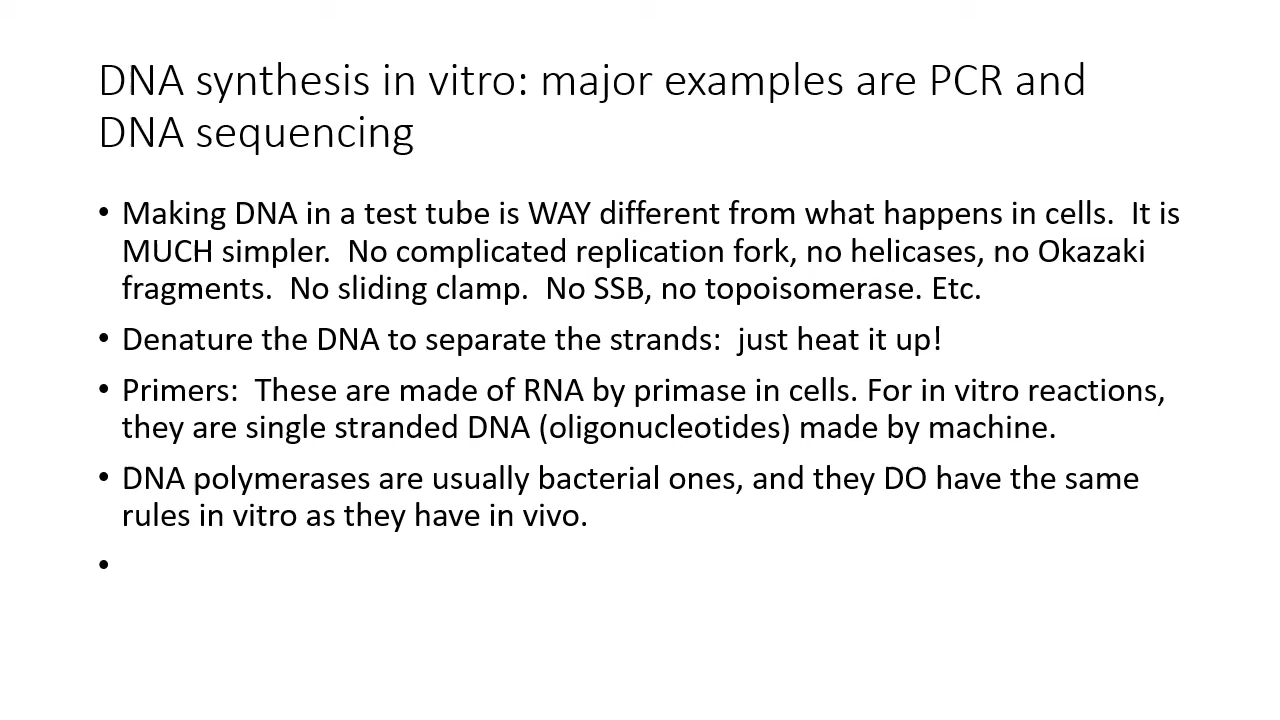 DNA synthesis in vitro: major examples are PCR and
DNA sequencing
• Making DNA in a test tube is WAY different from what happens in cells.  It is
MUCH simpler.  No complicated replication fork, no helicases, no Okazaki
fragments.  No sliding clamp.  No SSB, no topoisomerase. Etc.
• Denature the DNA to separate the strands:  just heat it up!
• Primers:  These are made of RNA by primase in cells. For in vitro reactions,
they are single stranded DNA (oligonucleotides) made by machine.
• DNA polymerases are usually bacterial ones, and they DO have the same
rules in vitro as they have in vivo.
•